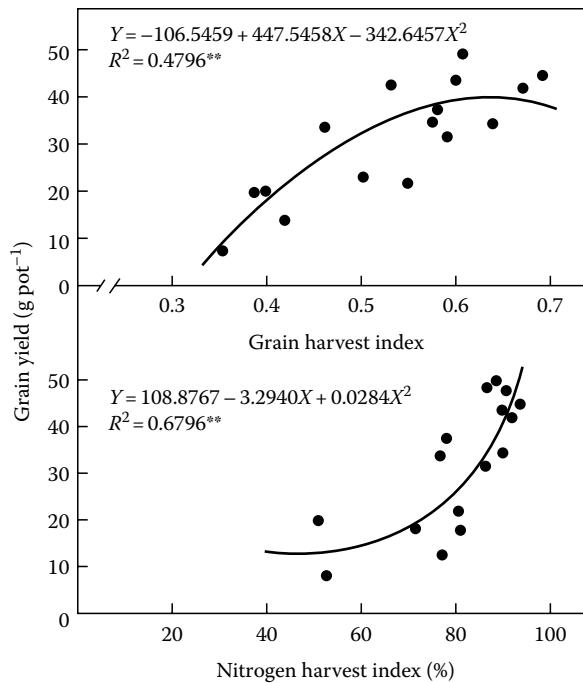 Y = −106.5459 + 447.5458X − 342.6457X²
R² = 0.4796**
50
40
30
20
10
0
0.3 0.4 0.5 0.6 0.7
Grain harvest index
Grain yield (g pot⁻¹)
Y = 108.8767 − 3.2940X + 0.0284X²
R² = 0.6796**
50
40
30
20
10
0
20 40 60 80 100
Nitrogen harvest index (%)